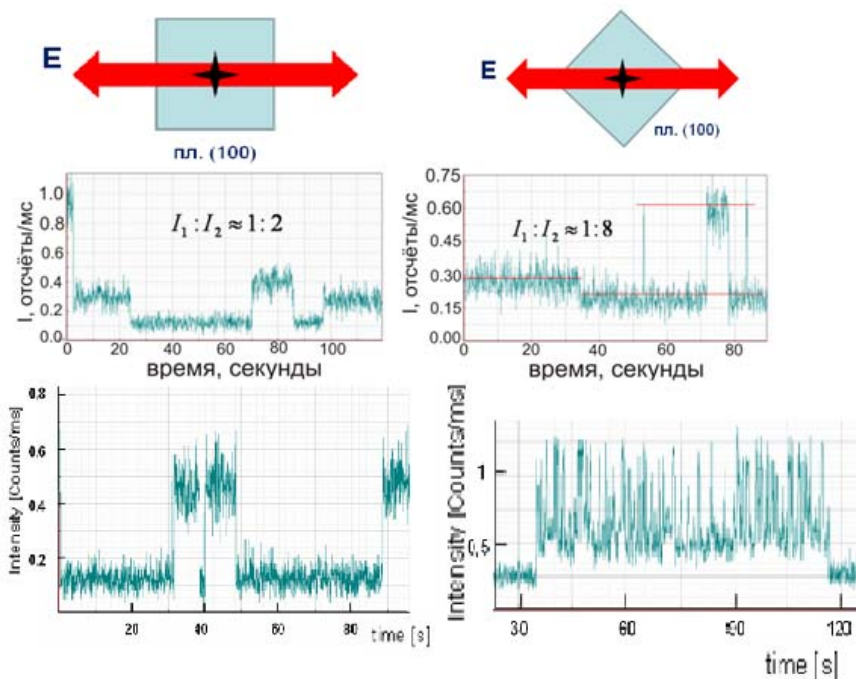 E
пл. (100)
E
пл. (100)
I, отсчёты/мс
1.0
0.8
0.6
0.4
0.2
0.0
I₁ : I₂ ≈ 1 : 2
0 20 40 60 80 100
время, секунды
I, отсчёты/мс
0.75
0.60
0.45
0.30
0.15
0.00
I₁ : I₂ ≈ 1 : 8
0 20 40 60 80
время, секунды
Intensity [Counts/ms]
0.8
0.6
0.4
0.2
20 40 60 80
time [s]
Intensity [Counts/ms]
1
0,5
30 60 90 120
time [s]